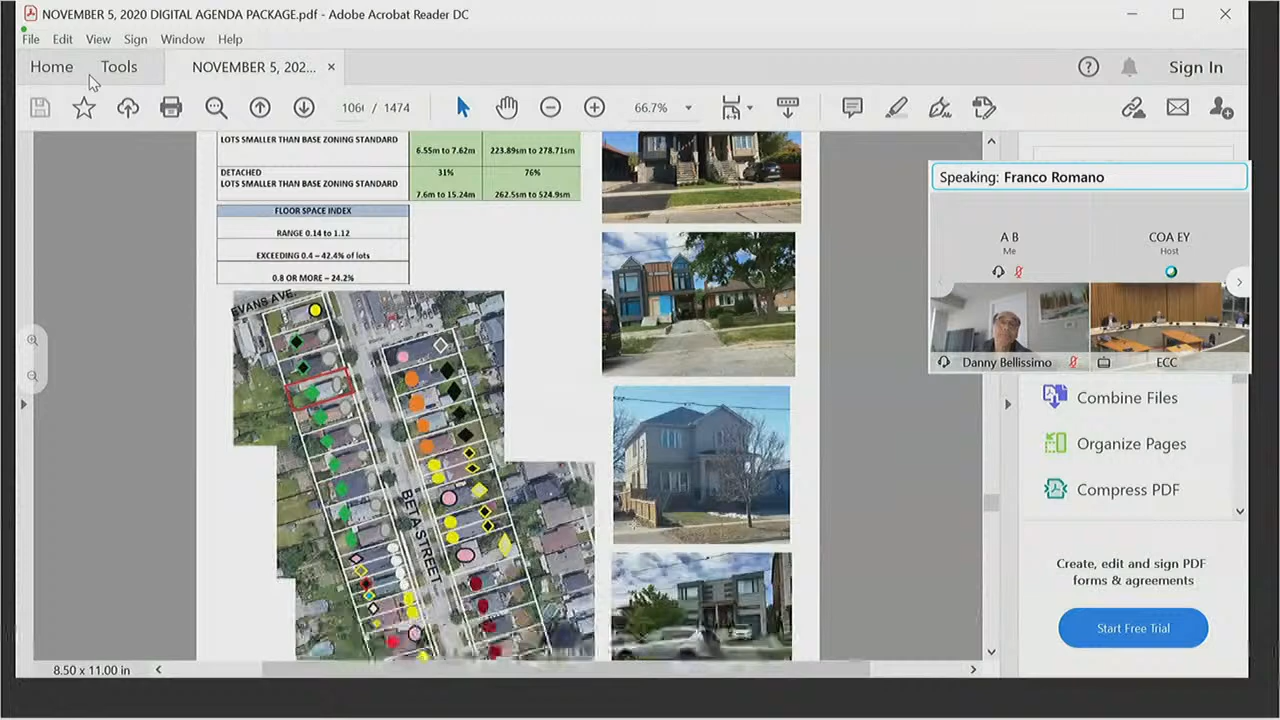 NOVEMBER 5, 2020 DIGITAL AGENDA PACKAGE.pdf - Adobe Acrobat Reader DC
File Edit View Sign Window Help
Home Tools NOVEMBER 5, 202... × Sign In
106 / 1474 66.7%
LOTS SMALLER THAN BASE ZONING STANDARD
6.55m to 7.62m 223.89sm to 278.71sm
DETACHED 31% 76%
LOTS SMALLER THAN BASE ZONING STANDARD
7.6m to 15.24m 262.5sm to 524.9sm
FLOOR SPACE INDEX
RANGE 0.14 to 1.12
EXCEEDING 0.4 – 42.4% of lots
0.8 OR MORE – 24.2%
EVANS AVE.
BETA STREET
Speaking: Franco Romano
A B
Me
COA EY
Host
Danny Bellissimo
ECC
Combine Files
Organize Pages
Compress PDF
Create, edit and sign PDF
forms & agreements
Start Free Trial
8.50 x 11.00 in